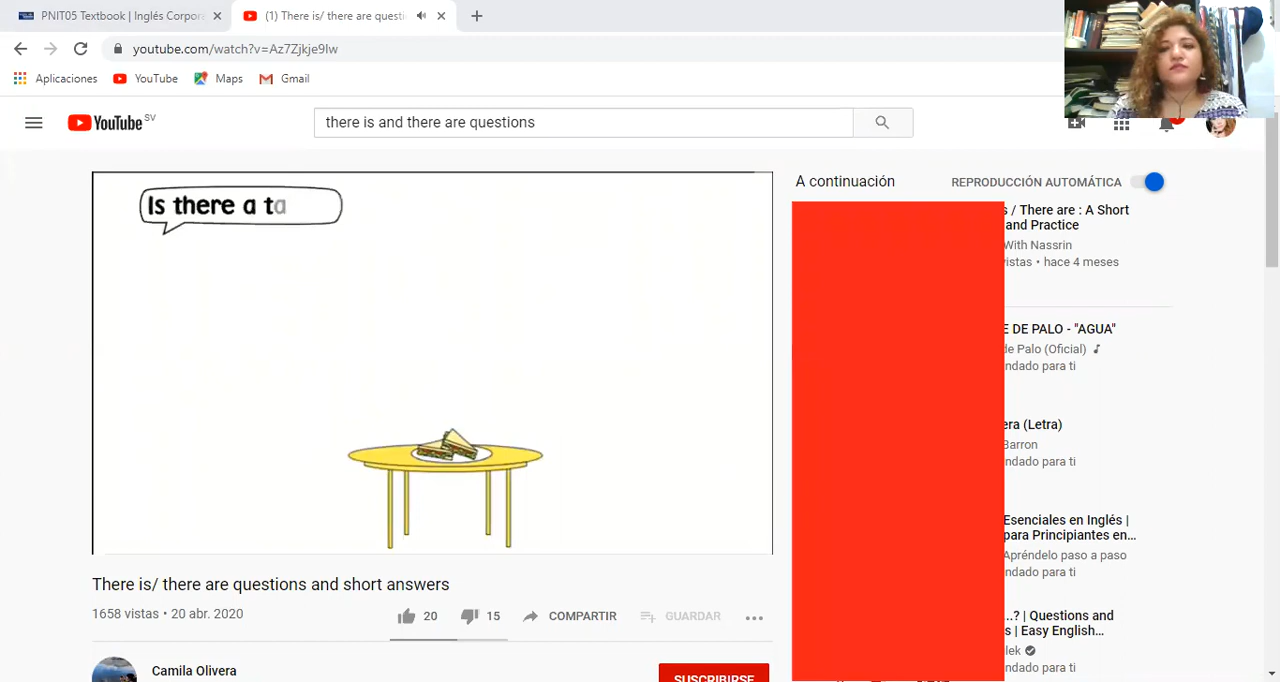 PNIT05 Textbook | Inglés Corpora
(1) There is/ there are questi
youtube.com/watch?v=Az7Zjkje9Iw
Aplicaciones
YouTube
Maps
Gmail
YouTube SV
there is and there are questions
Is there a ta
A continuación
REPRODUCCIÓN AUTOMÁTICA
s / There are : A Short
and Practice
With Nassrin
vistas • hace 4 meses
E DE PALO - "AGUA"
de Palo (Oficial)
ndado para ti
era (Letra)
Barron
ndado para ti
Esenciales en Inglés |
para Principiantes en...
Apréndelo paso a paso
ndado para ti
...? | Questions and
s | Easy English...
lek
ndado para ti
There is/ there are questions and short answers
1658 vistas • 20 abr. 2020
20
15
COMPARTIR
GUARDAR
Camila Olivera
SUSCRIBIRSE